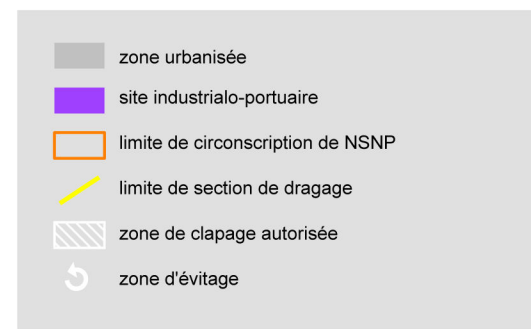 zone urbanisée
site industrialo-portuaire
limite de circonscription de NSNP
limite de section de dragage
zone de clapage autorisée
zone d'évitage